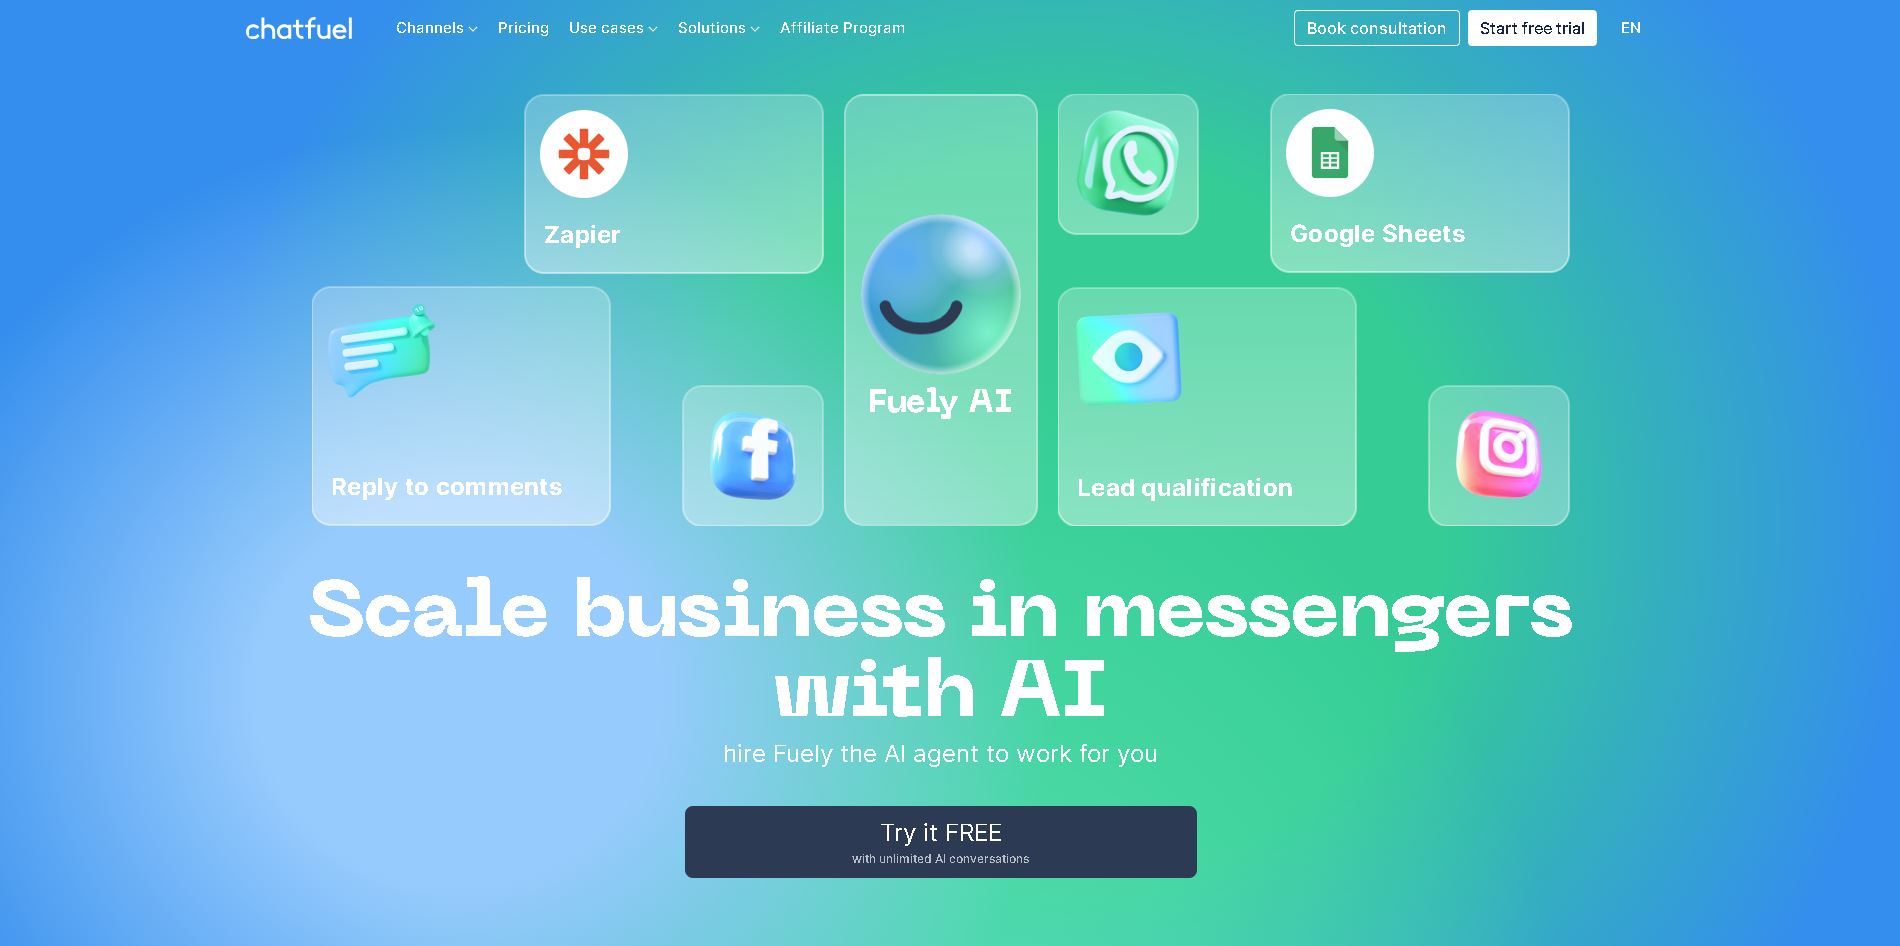 chatfuel
Channels
Pricing
Use cases
Solutions
Affiliate Program
Book consultation
Start free trial
EN
Zapier
Google Sheets
Fuely AI
Reply to comments
Lead qualification
Scale business in messengers
with AI
hire Fuely the AI agent to work for you
Try it FREE
with unlimited AI conversations